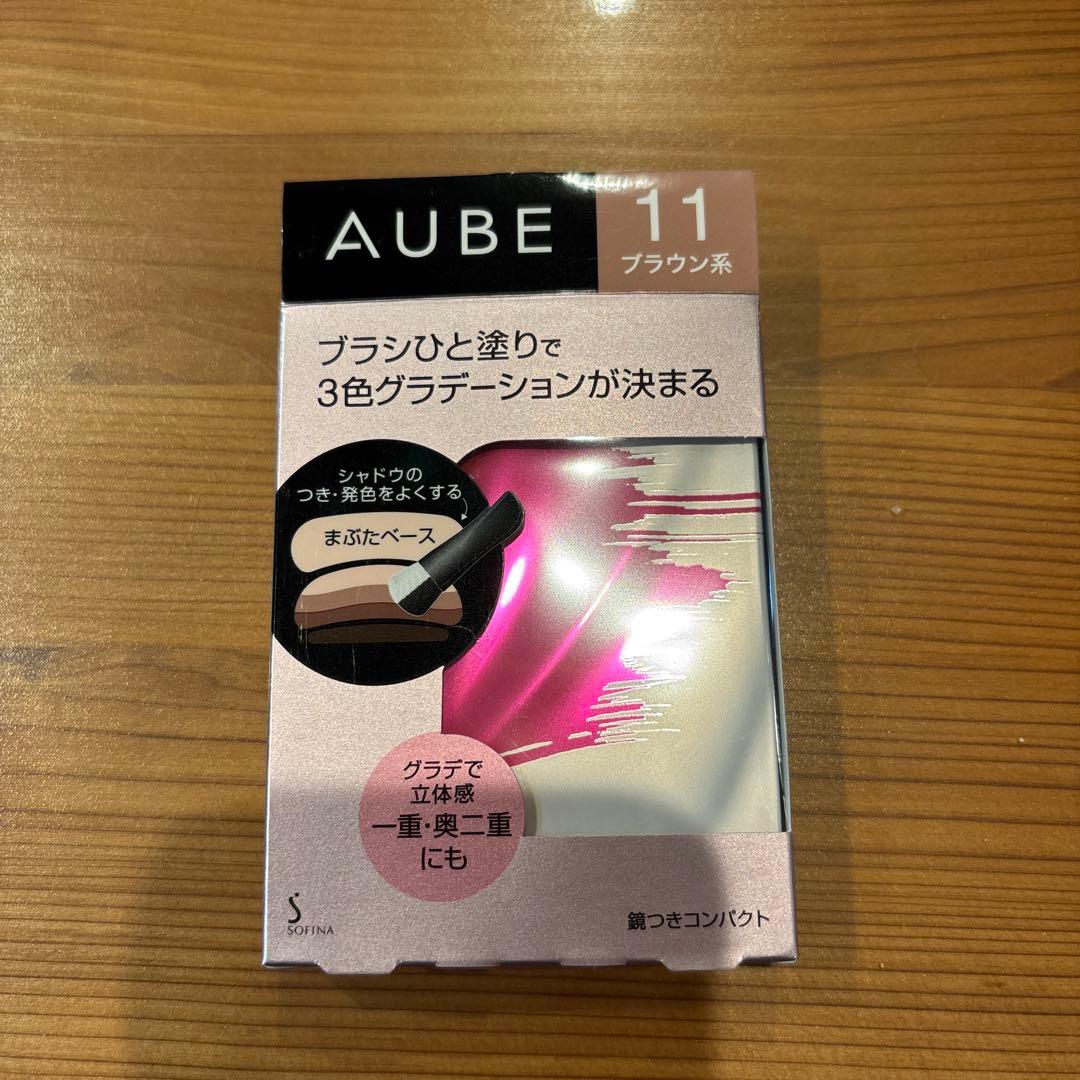 AUBE
11
ブラウン系
ブラシひと塗りで
3色グラデーションが決まる
シャドウの
つき・発色をよくする
まぶたベース
グラデで
立体感
一重・奥二重
にも
SOFINA
鏡つきコンパクト